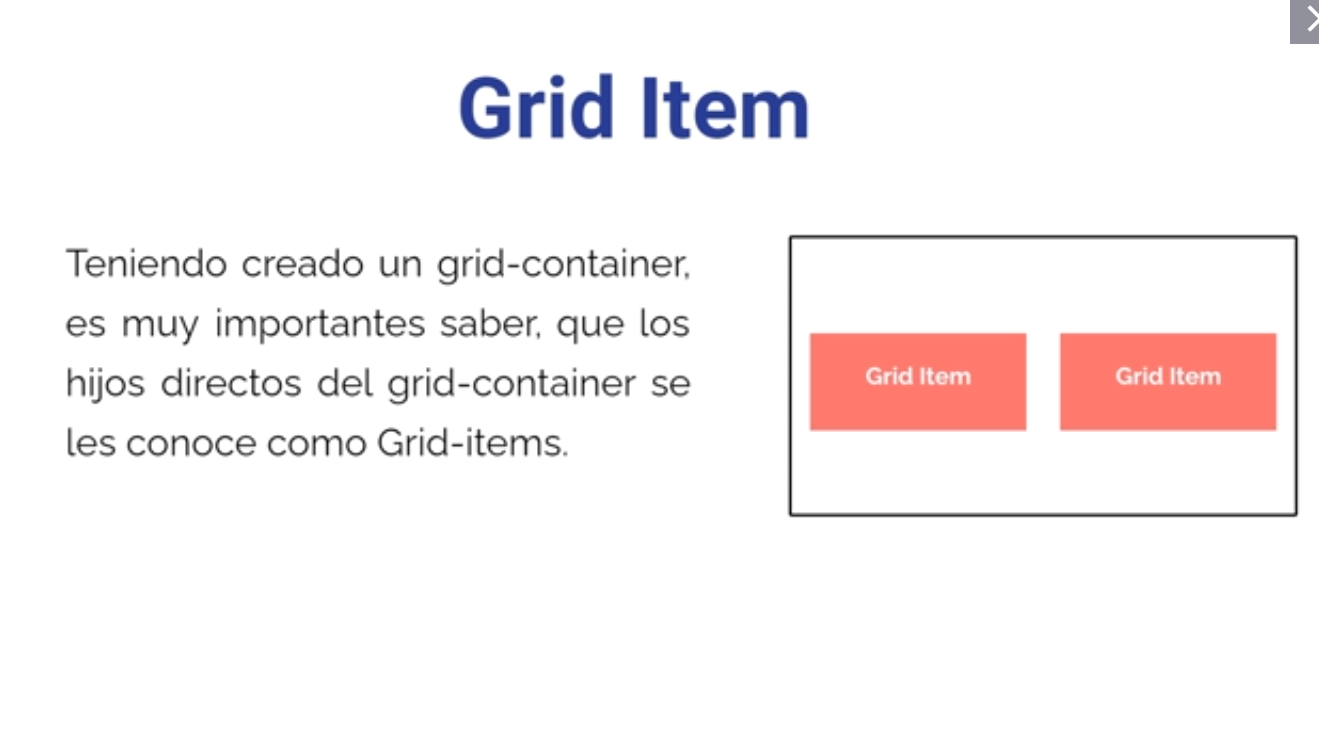 Grid Item
Teniendo creado un grid-container,
es muy importantes saber, que los
hijos directos del grid-container se
les conoce como Grid-items.
Grid Item
Grid Item